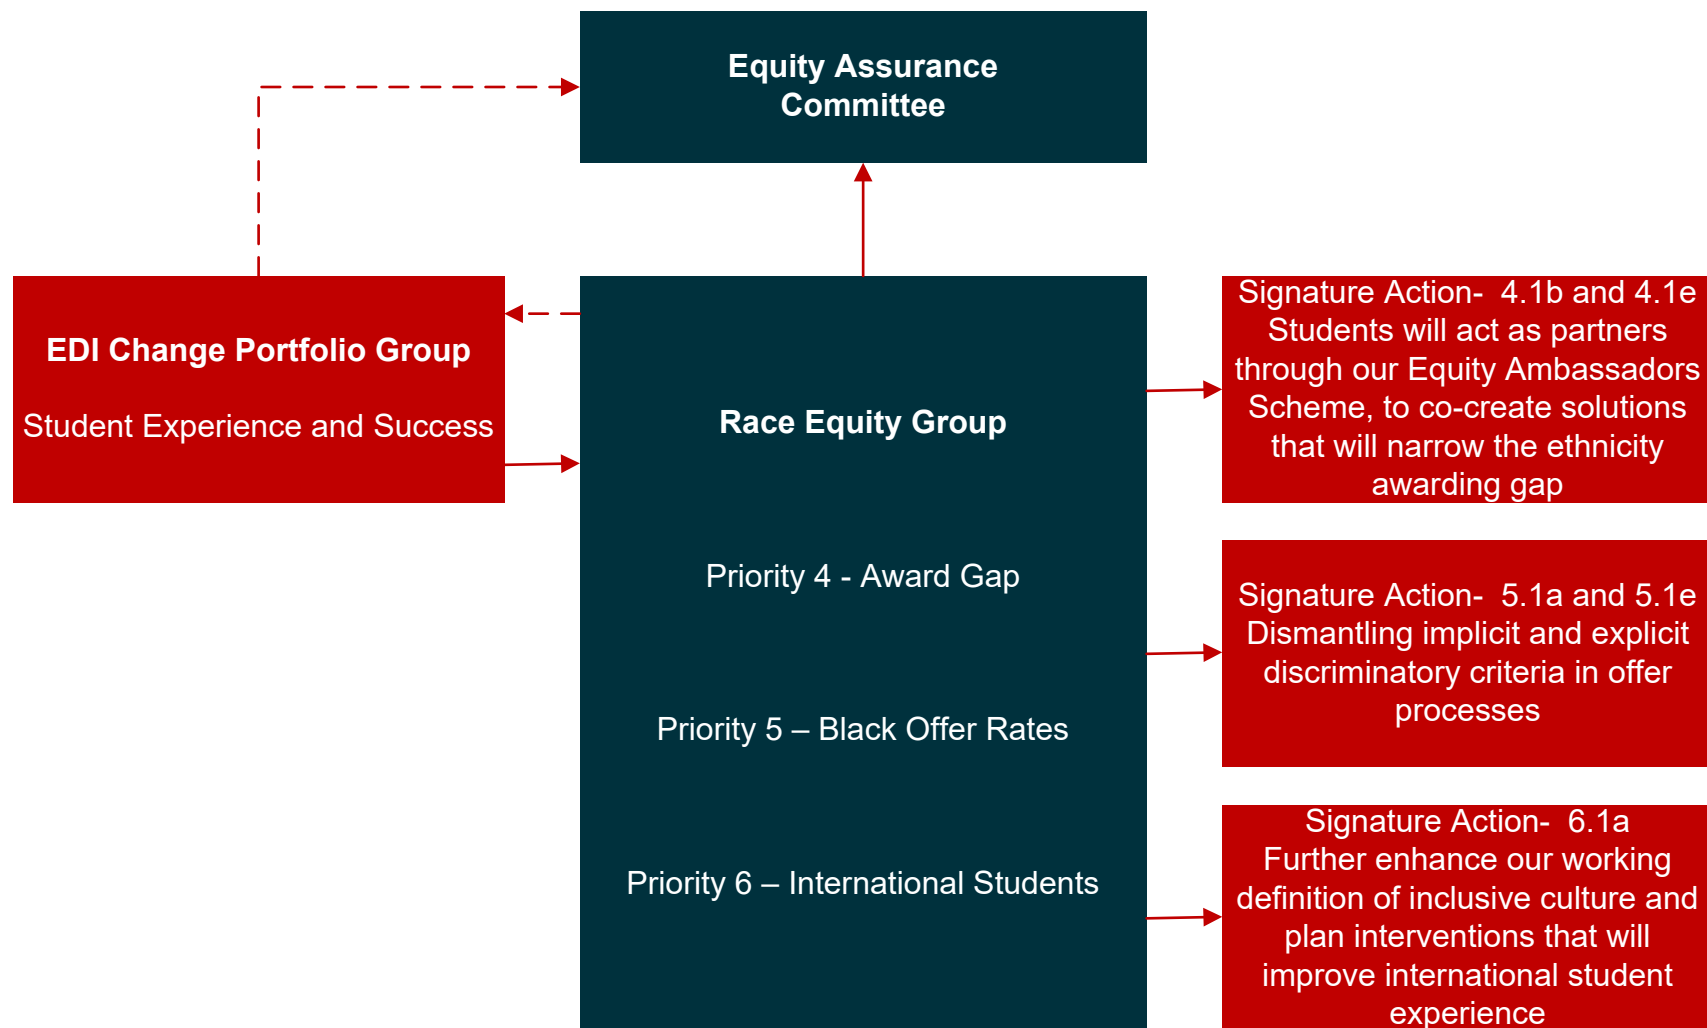 Equity Assurance
Committee
EDI Change Portfolio Group
Student Experience and Success
Race Equity Group
Priority 4 - Award Gap
Priority 5 – Black Offer Rates
Priority 6 – International Students
Signature Action-  4.1b and 4.1e
Students will act as partners
through our Equity Ambassadors
Scheme, to co-create solutions
that will narrow the ethnicity
awarding gap
Signature Action-  5.1a and 5.1e
Dismantling implicit and explicit
discriminatory criteria in offer
processes
Signature Action-  6.1a
Further enhance our working
definition of inclusive culture and
plan interventions that will
improve international student
experience